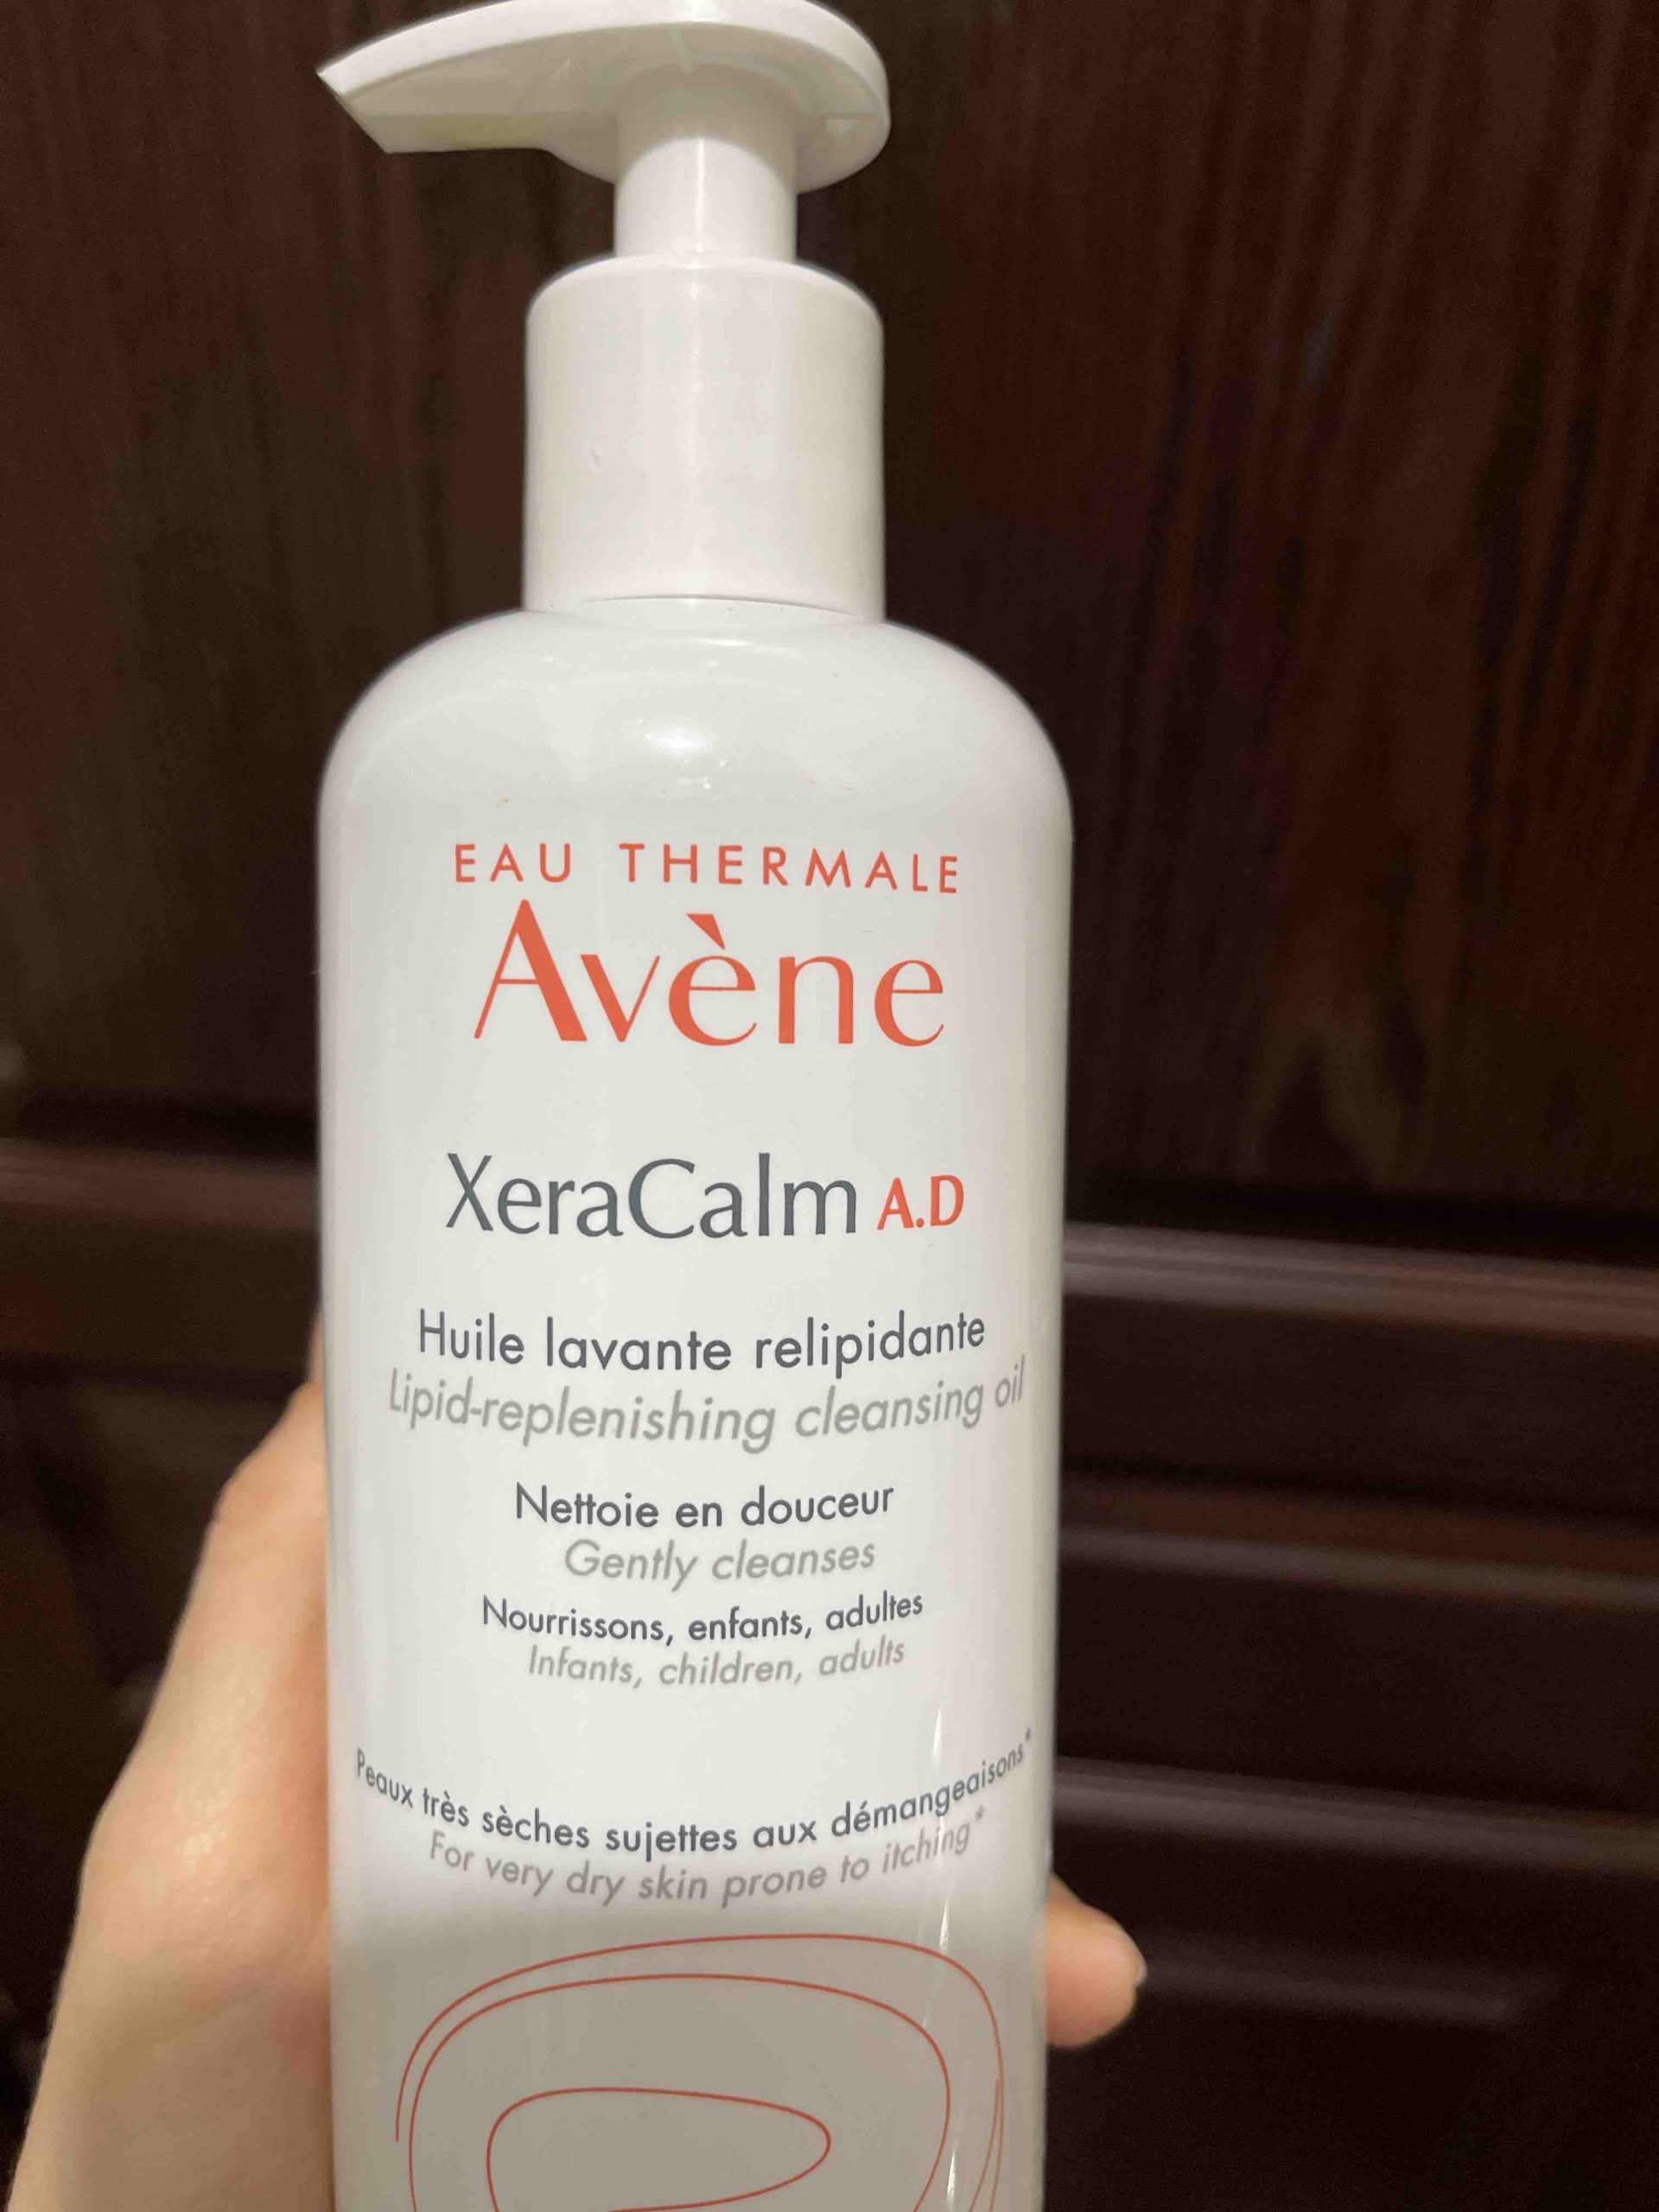 EAU THERMALE
Avène
XeraCalm A.D
Huile lavante relipidante
Lipid-replenishing cleansing oil
Nettoie en douceur
Gently cleanses
Nourrissons, enfants, adultes
Infants, children, adults
Peaux très sèches sujettes aux démangeaisons*
For very dry skin prone to itching*